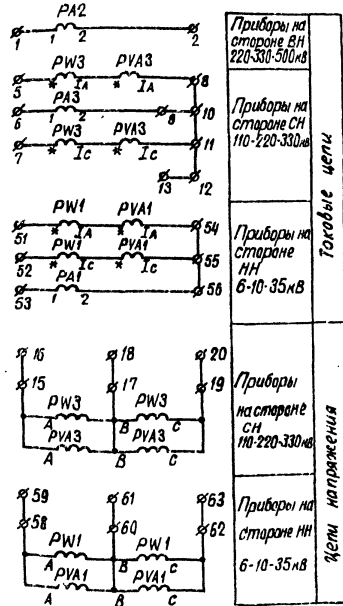 PA2
1 1 2 2
Приборы на
стороне ВН
220-330-500кВ
PW3 PVA3
5 * IA * IA 8
PA3
6 1 2 9 10
PW3 PVA3
7 * IC * IC 11
13 12
Приборы на
стороне СН
110-220-330кВ
Токовые цепи
PW1 PVA1
51 * IA * IA 54
PW1 PVA1
52 * IC * IC 55
PA1
53 1 2 56
Приборы на
стороне
НН
6-10-35кВ
16 18 20
15 17 19
PW3 PW3
A B C
PVA3 PVA3
A B C
Приборы
на стороне
СН
110-220-330кВ
59 61 63
58 60 62
PW1 PW1
A B C
PVA1 PVA1
A B C
Приборы на
стороне НН
6-10-35кВ
Цепи напряжения